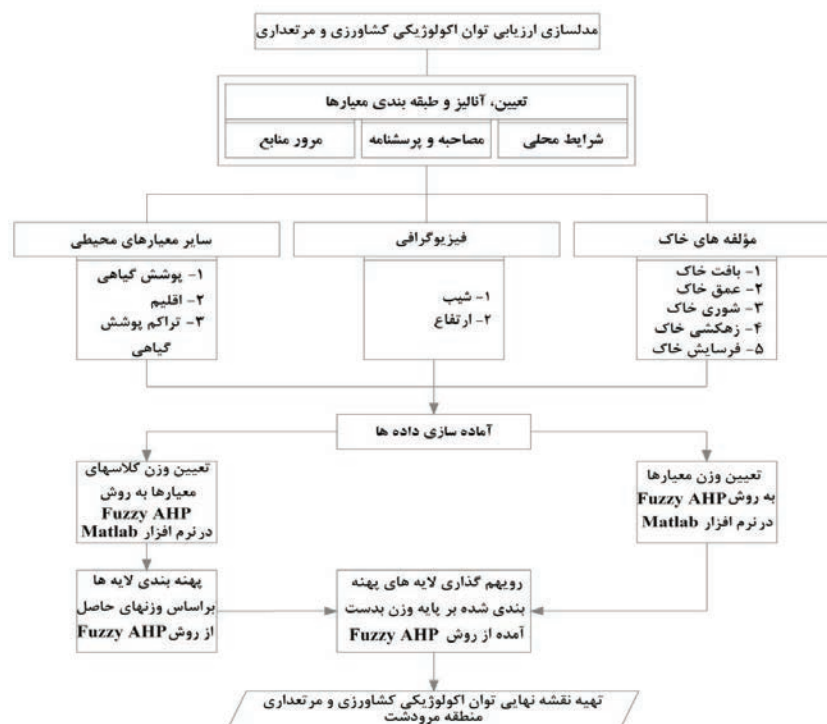 مدلسازی ارزیابی توان اکولوژیکی کشاورزی و مرتعداری
تعیین، آنالیز و طبقه بندی معیارها
شرایط محلی
مصاحبه و پرسشنامه
مرور منابع
مؤلفه های خاک
۱- بافت خاک
۲- عمق خاک
۳- شوری خاک
۴- زهکشی خاک
۵- فرسایش خاک
فیزیوگرافی
۱- شیب
۲- ارتفاع
سایر معیارهای محیطی
۱- پوشش گیاهی
۲- اقلیم
۳- تراکم پوشش
گیاهی
آماده سازی داده ها
تعیین وزن معیارها
به روش Fuzzy AHP
در نرم افزار Matlab
تعیین وزن کلاسهای
معیارها به روش
Fuzzy AHP
درنرم افزار Matlab
پهنه بندی لایه ها
براساس وزنهای حاصل
از روش Fuzzy AHP
رویهم گذاری لایه های پهنه
بندی شده بر پایه وزن بدست
آمده از روش Fuzzy AHP
تهیه نقشه نهایی توان اکولوژیکی کشاورزی و مرتعداری
منطقه مرودشت